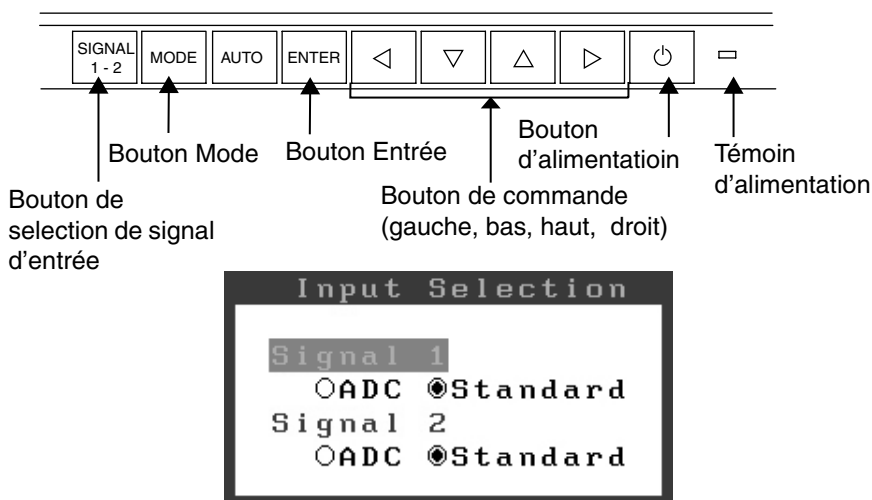 SIGNAL
1 - 2
MODE
AUTO
ENTER
Bouton Mode
Bouton Entrée
Bouton
d'alimentatioin
Témoin
d'alimentation
Bouton de
selection de signal
d'entrée
Bouton de commande
(gauche, bas, haut, droit)
Input Selection
Signal 1
ADC Standard
Signal 2
ADC Standard